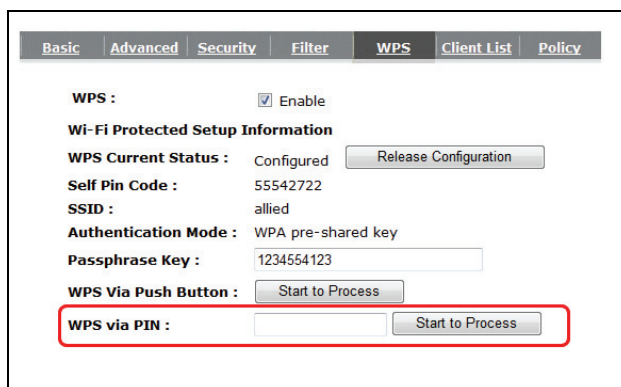 Basic Advanced Security Filter WPS Client List Policy
WPS : Enable
Wi-Fi Protected Setup Information
WPS Current Status : Configured Release Configuration
Self Pin Code : 55542722
SSID : allied
Authentication Mode : WPA pre-shared key
Passphrase Key : 1234554123
WPS Via Push Button : Start to Process
WPS via PIN : Start to Process